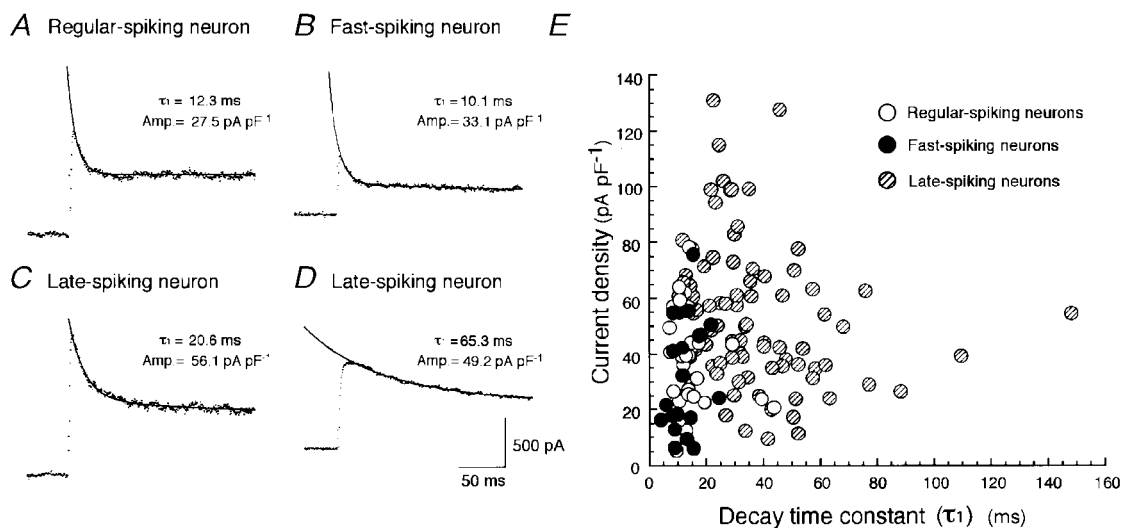 A Regular-spiking neuron
τ1 = 12.3 ms
Amp.= 27.5 pA pF-1
B Fast-spiking neuron
τ1 = 10.1 ms
Amp.= 33.1 pA pF-1
C Late-spiking neuron
τ1 = 20.6 ms
Amp.= 56.1 pA pF-1
D Late-spiking neuron
τ1 = 65.3 ms
Amp.= 49.2 pA pF-1
500 pA
50 ms
E
Current density (pA pF-1)
140
120
100
80
60
40
20
0
Regular-spiking neurons
Fast-spiking neurons
Late-spiking neurons
0 20 40 60 80 100 120 140 160
Decay time constant (τ1) (ms)